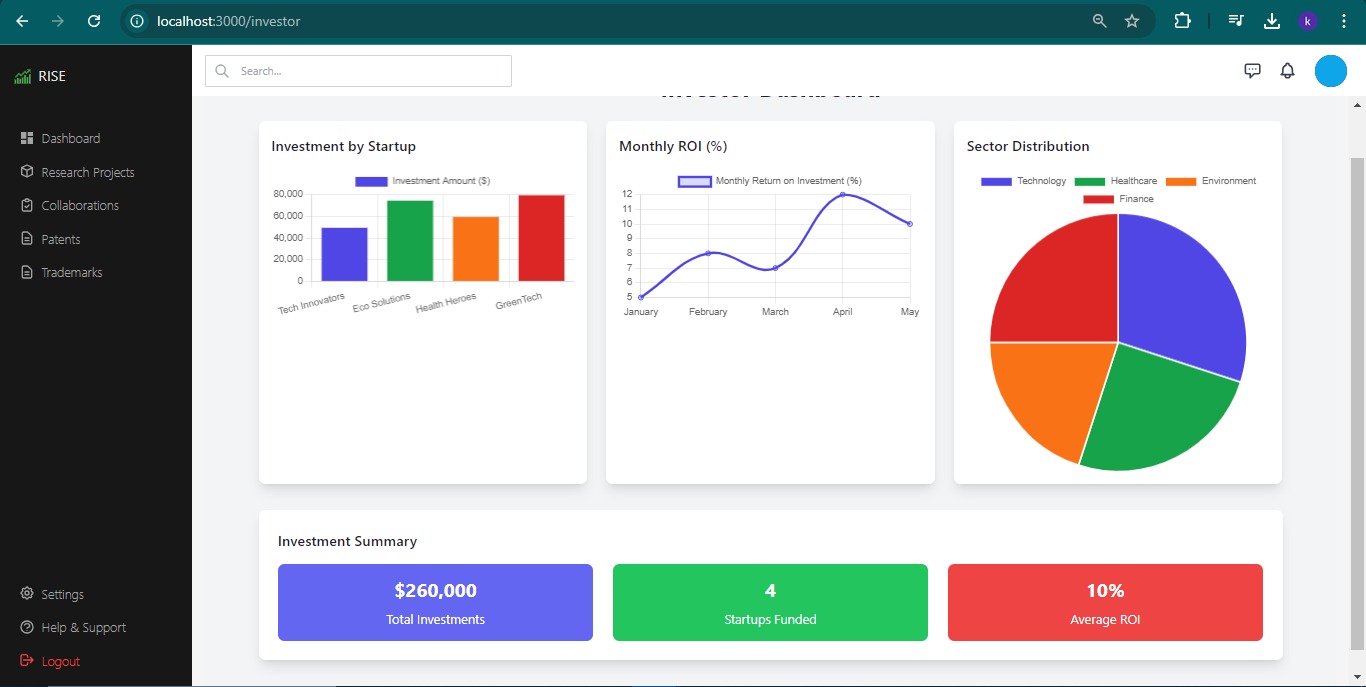 localhost:3000/investor
k
RISE
Search...
Dashboard
Research Projects
Collaborations
Patents
Trademarks
Settings
Help & Support
Logout
Investor Dashboard
Investment by Startup
Investment Amount ($)
80,000
60,000
40,000
20,000
0
Tech Innovators
Eco Solutions
Health Heroes
GreenTech
Monthly ROI (%)
Monthly Return on Investment (%)
12
11
10
9
8
7
6
5
January
February
March
April
May
Sector Distribution
Technology
Healthcare
Environment
Finance
Investment Summary
$260,000
Total Investments
4
Startups Funded
10%
Average ROI